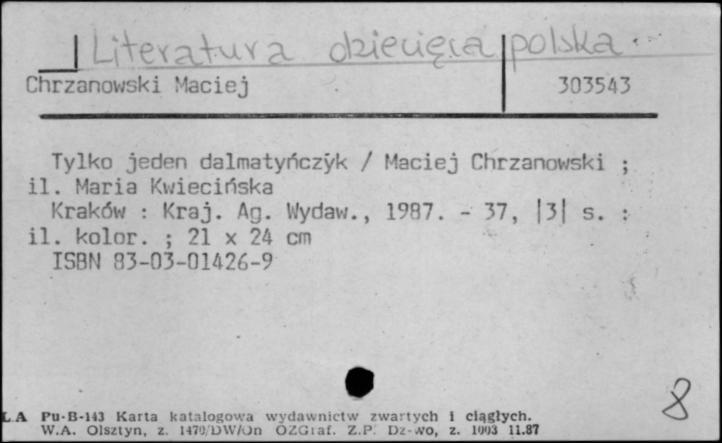 Literatura dziecięca polska
Chrzanowski Maciej 303543
Tylko jeden dalmatyńczyk / Maciej Chrzanowski ;
il. Maria Kwiecińska
Kraków : Kraj. Ag. Wydaw., 1987. - 37, |3| s. :
il. kolor. ; 21 x 24 cm
ISBN 83-03-01426-9
8
LA Pu-B-143 Karta katalogowa wydawnictw zwartych i ciągłych.
W.A. Olsztyn, z. 1470/DW/Jn OZGraf. Z.P. Dz-wo, z. 1003 11.87